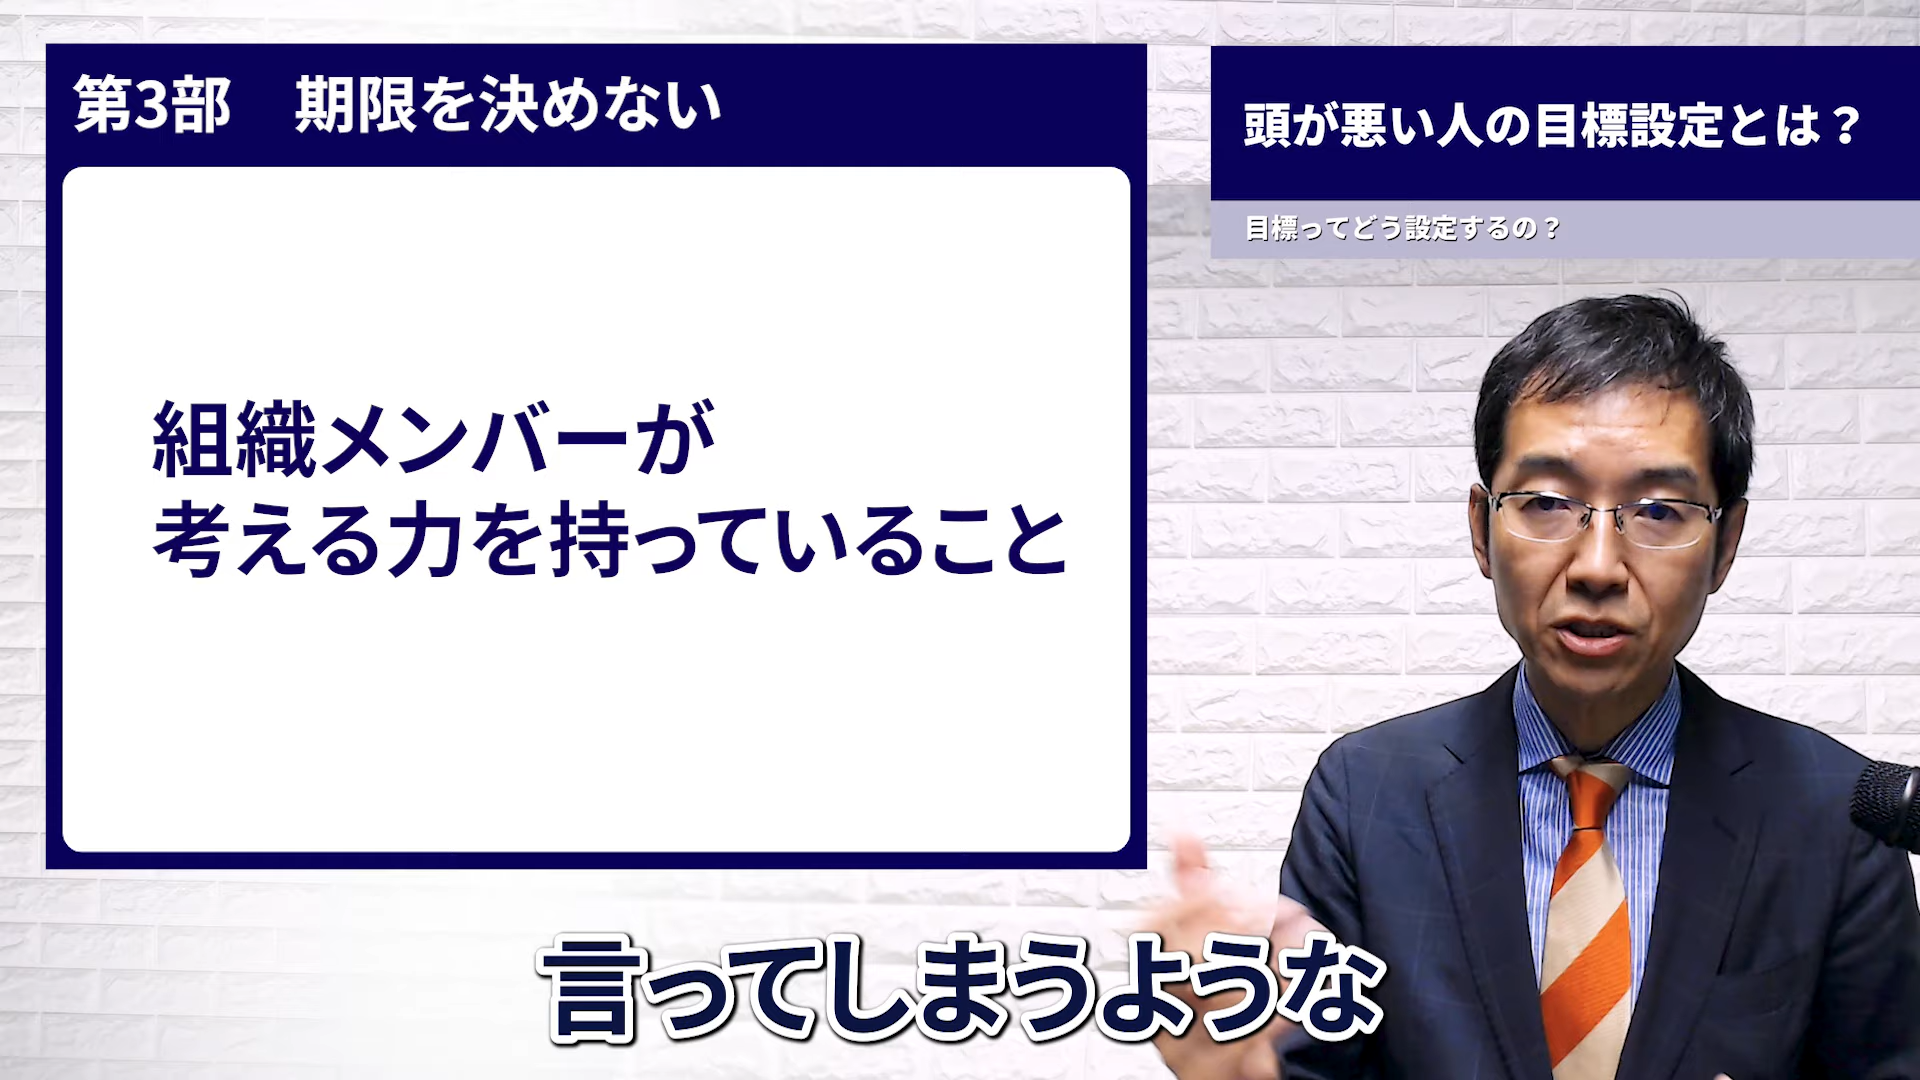 第3部　期限を決めない
頭が悪い人の目標設定とは？
目標ってどう設定するの？
組織メンバーが
考える力を持っていること
言ってしまうような